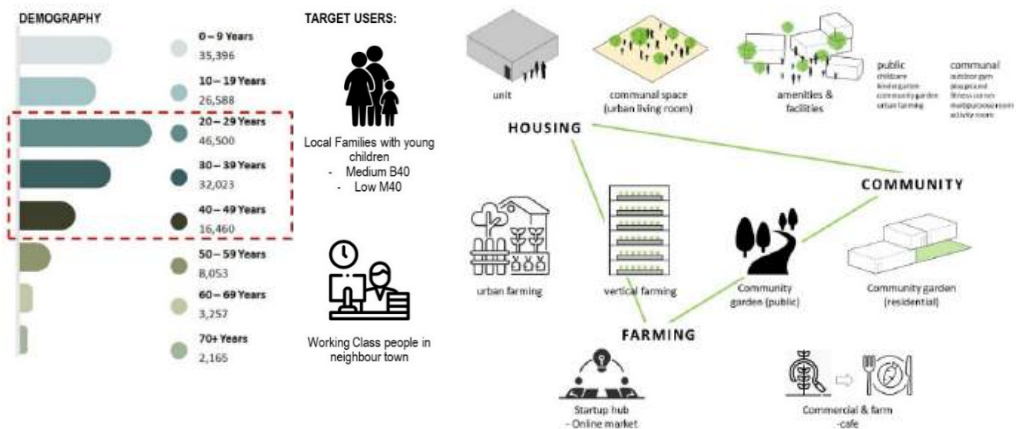 DEMOGRAPHY
0 – 9 Years
35,396
10 – 19 Years
26,588
20 – 29 Years
46,500
30 – 39 Years
32,023
40 – 49 Years
16,460
50 – 59 Years
8,053
60 – 69 Years
3,257
70+ Years
2,165
TARGET USERS:
Local Families with young
children
- Medium B40
- Low M40
Working Class people in
neighbour town
unit
communal space
(urban living room)
amenities &
facilities
public
childcare
kindergarten
community garden
urban farming
communal
outdoor gym
playground
fitness corner
multipurpose room
activity room
HOUSING
COMMUNITY
urban farming
vertical farming
Community
garden (public)
Community garden
(residential)
FARMING
Startup hub
- Online market
Commercial & farm
-cafe